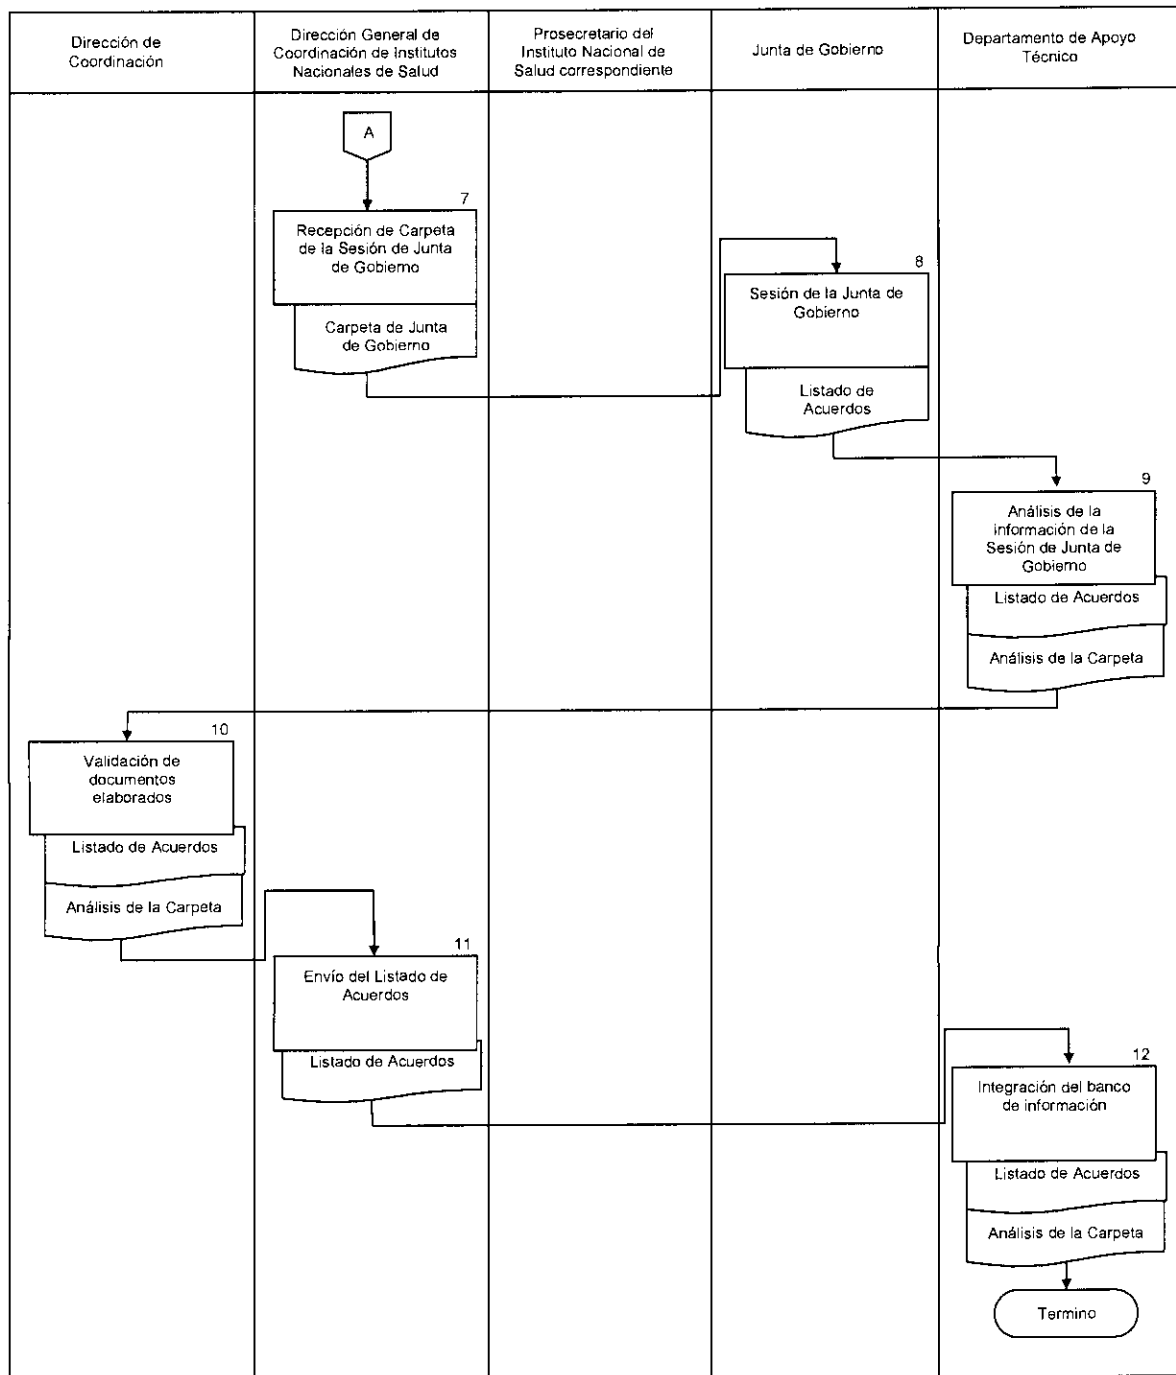 Dirección de
Coordinación
Dirección General de
Coordinación de Institutos
Nacionales de Salud
Prosecretario del
Instituto Nacional de
Salud correspondiente
Junta de Gobierno
Departamento de Apoyo
Técnico
A
7
Recepción de Carpeta
de la Sesión de Junta
de Gobierno
Carpeta de Junta
de Gobierno
8
Sesión de la Junta de
Gobierno
Listado de
Acuerdos
9
Análisis de la
información de la
Sesión de Junta de
Gobierno
Listado de Acuerdos
Análisis de la Carpeta
10
Validación de
documentos
elaborados
Listado de Acuerdos
Análisis de la Carpeta
11
Envío del Listado de
Acuerdos
Listado de Acuerdos
12
Integración del banco
de información
Listado de Acuerdos
Análisis de la Carpeta
Termino